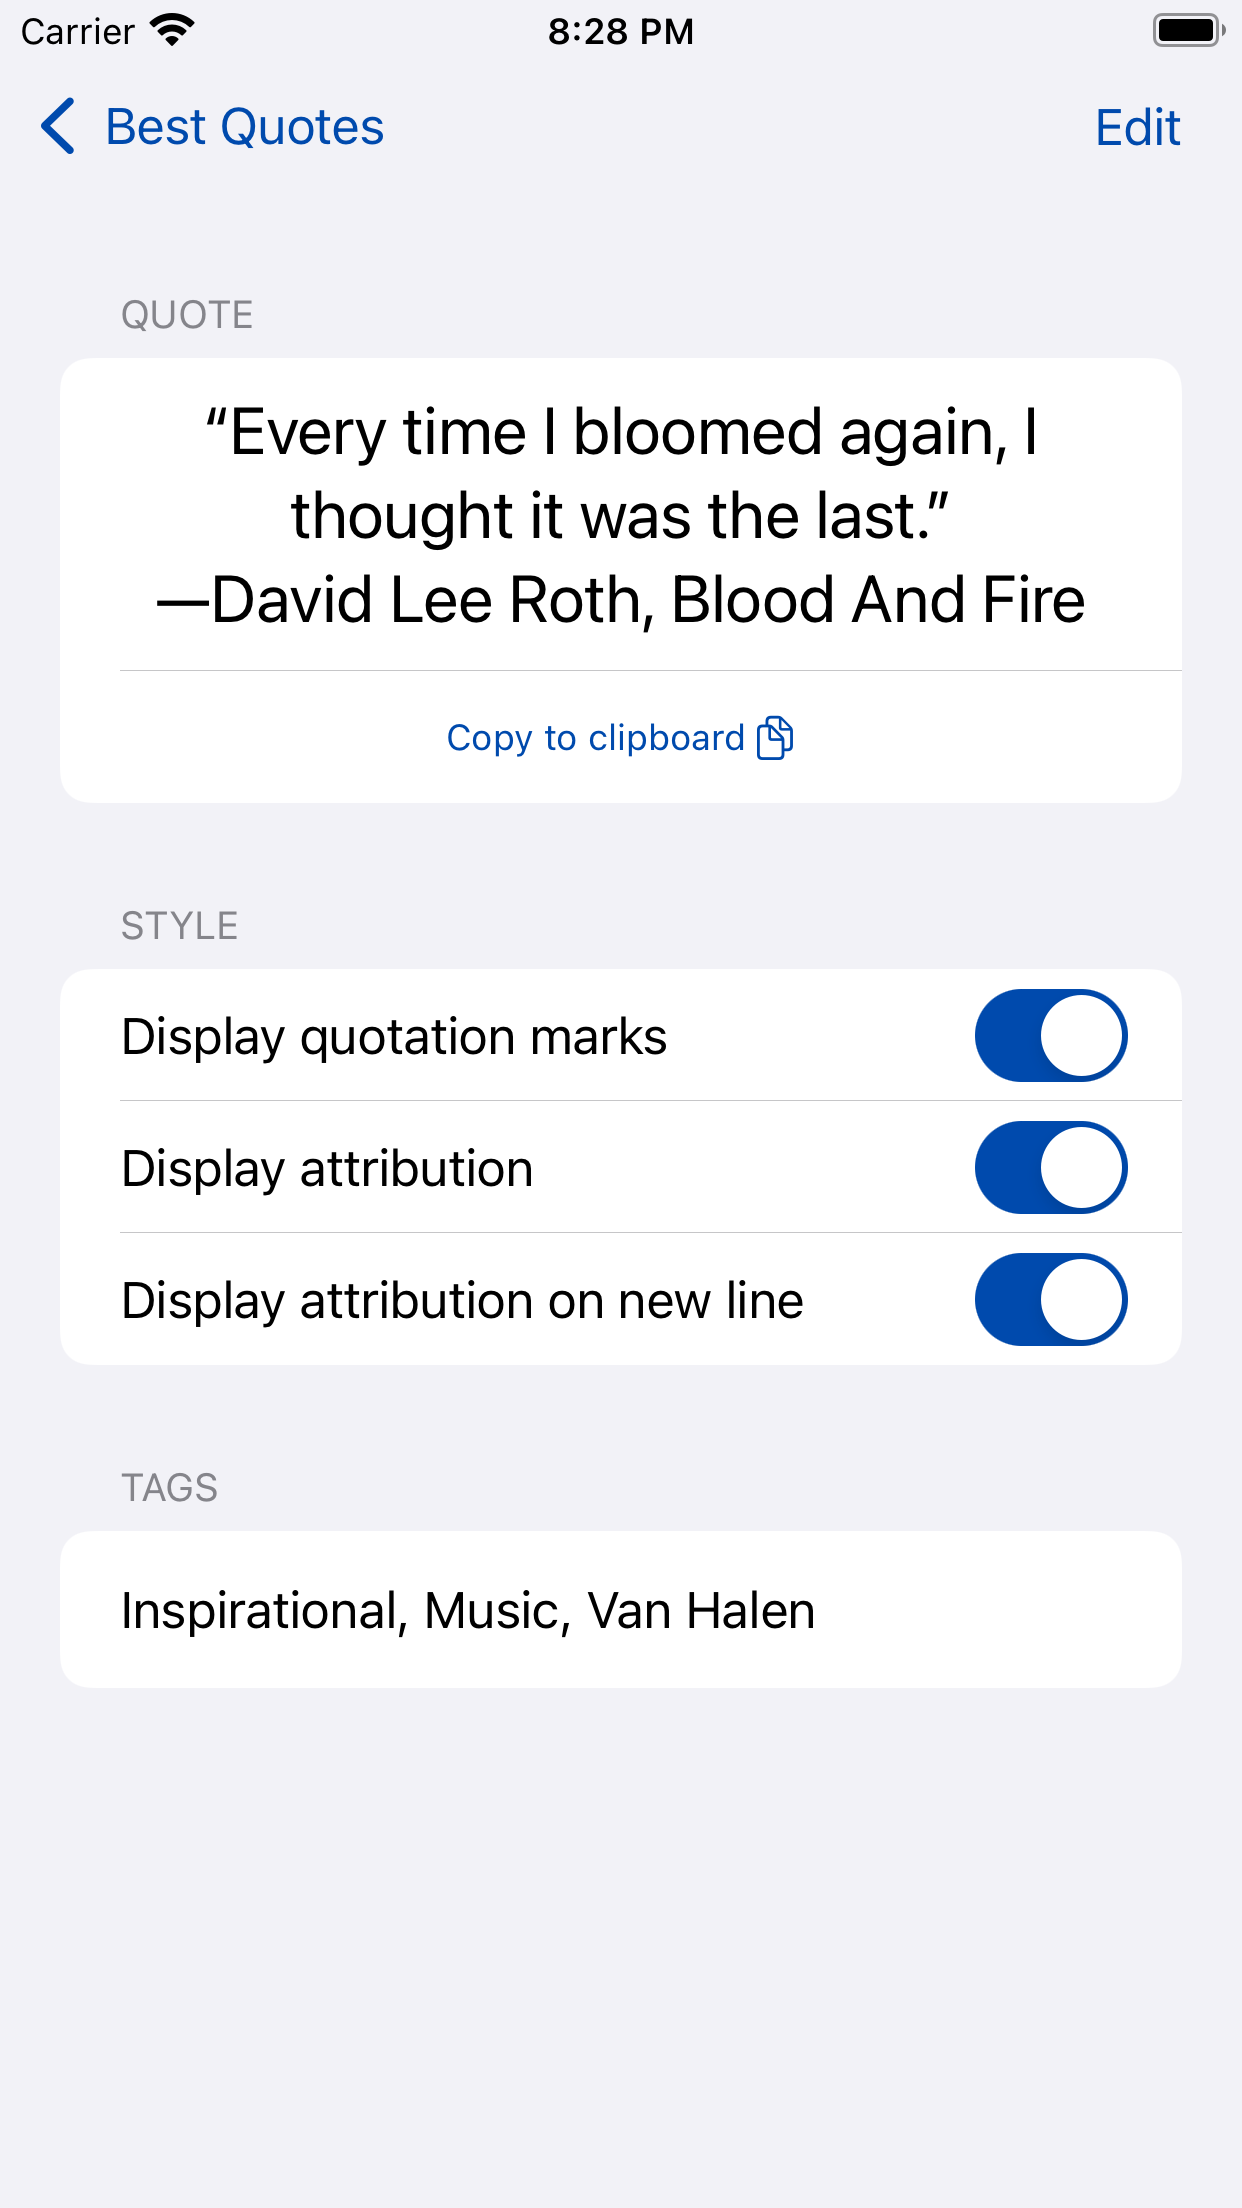 Carrier 8:28 PM
Best Quotes Edit
QUOTE
“Every time I bloomed again, I
thought it was the last.”
—David Lee Roth, Blood And Fire
Copy to clipboard
STYLE
Display quotation marks
Display attribution
Display attribution on new line
TAGS
Inspirational, Music, Van Halen